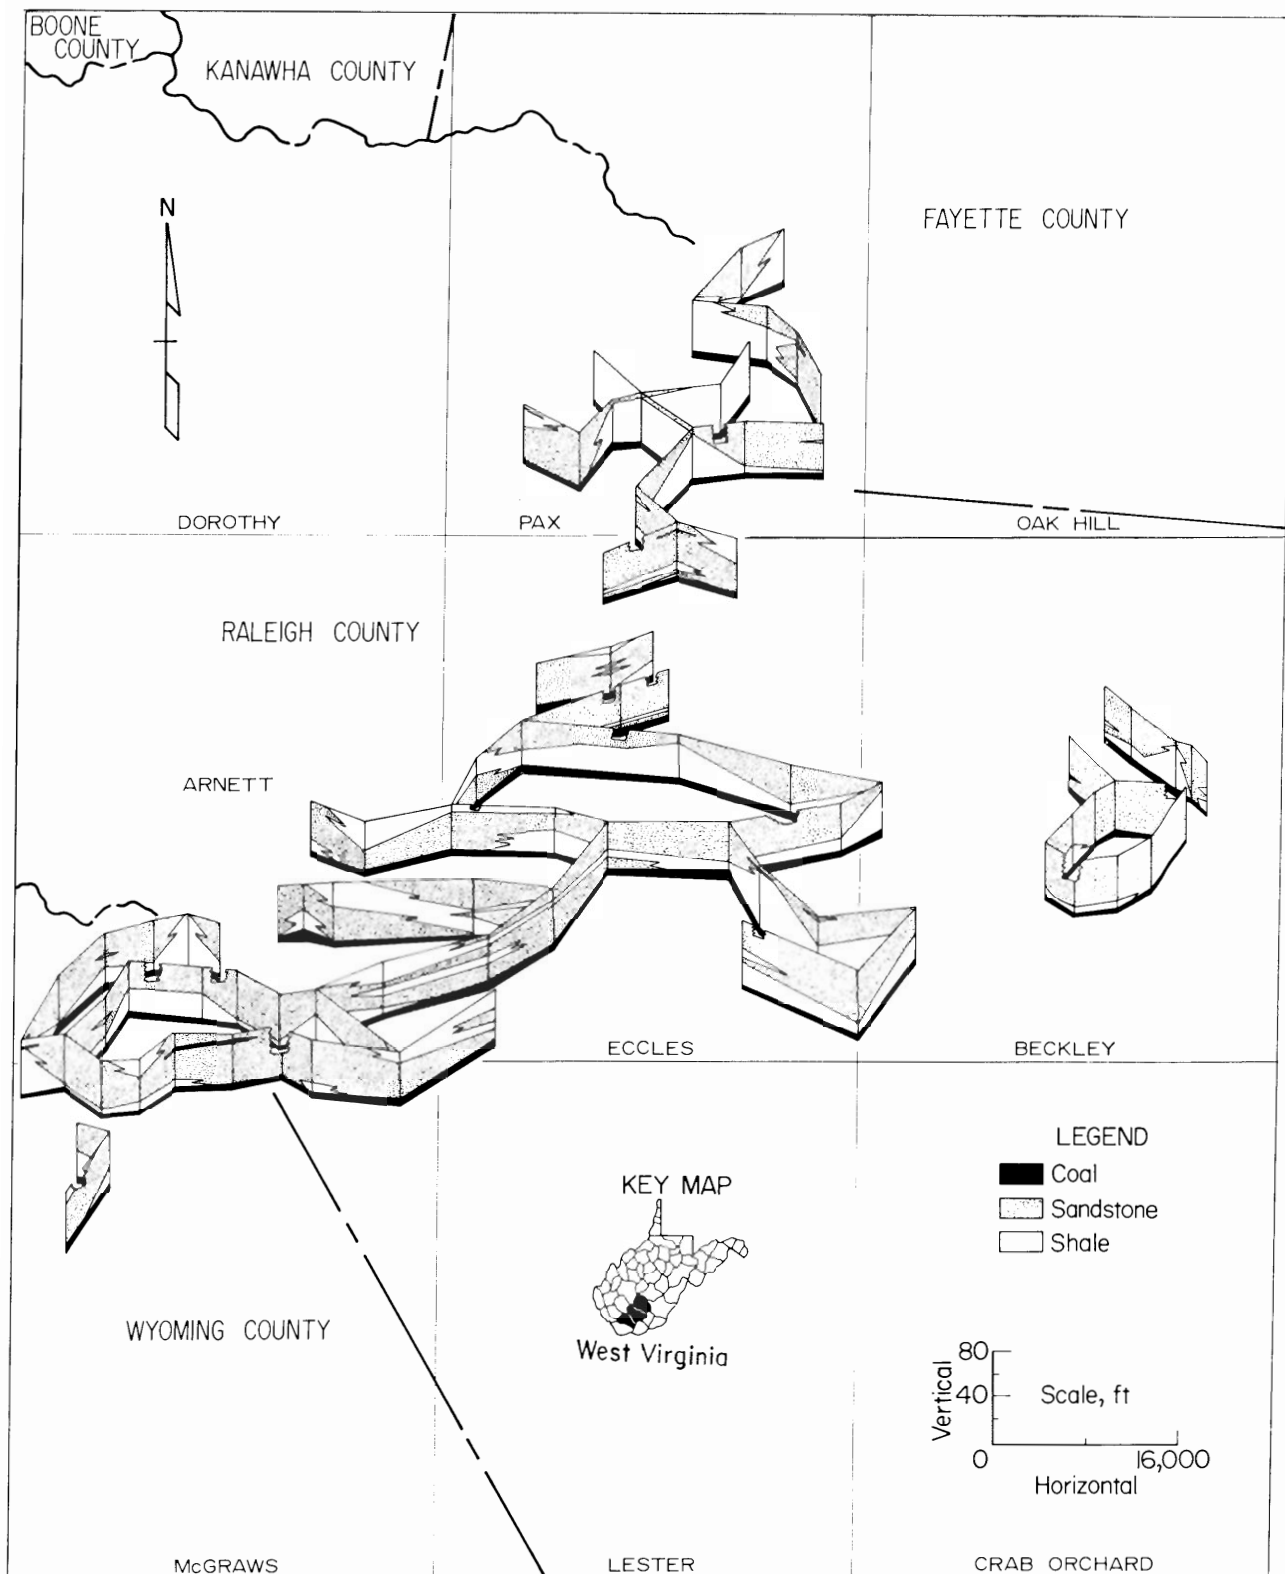 BOONE
COUNTY
KANAWHA COUNTY
N
FAYETTE COUNTY
DOROTHY
PAX
OAK HILL
RALEIGH COUNTY
ARNETT
ECCLES
BECKLEY
LEGEND
Coal
Sandstone
Shale
KEY MAP
West Virginia
WYOMING COUNTY
80
40
0
Vertical
Scale, ft
16,000
Horizontal
McGRAWS
LESTER
CRAB ORCHARD